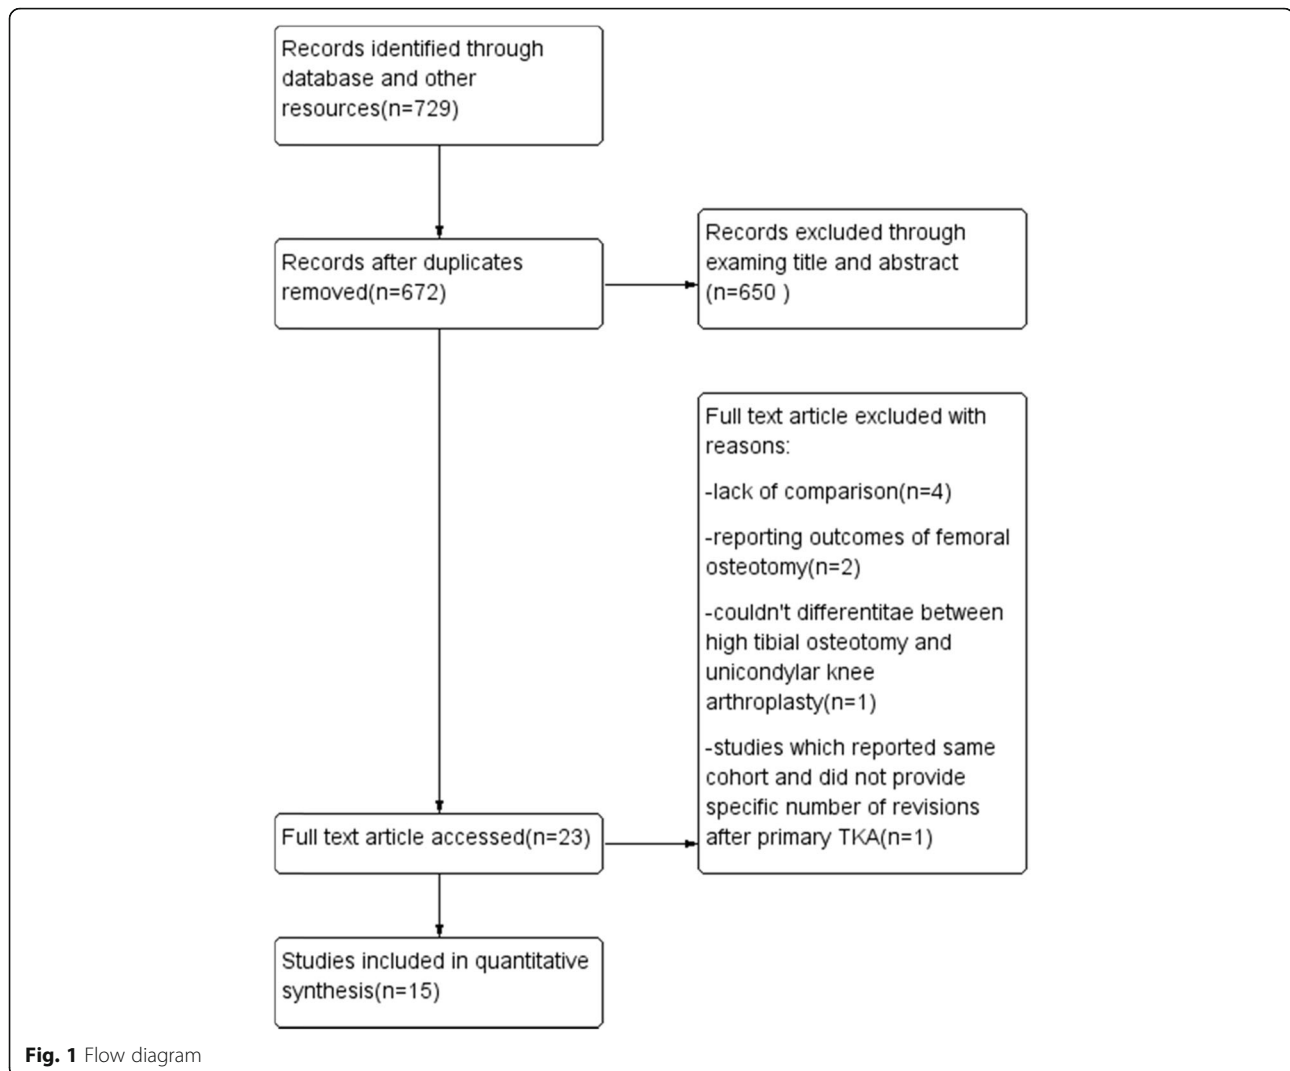 Records identified through
database and other
resources(n=729)
Records after duplicates
removed(n=672)
Records excluded through
examing title and abstract
(n=650 )
Full text article excluded with
reasons:
-lack of comparison(n=4)
-reporting outcomes of femoral
osteotomy(n=2)
-couldn't differentitae between
high tibial osteotomy and
unicondylar knee
arthroplasty(n=1)
-studies which reported same
cohort and did not provide
specific number of revisions
after primary TKA(n=1)
Full text article accessed(n=23)
Studies included in quantitative
synthesis(n=15)
Fig. 1 Flow diagram